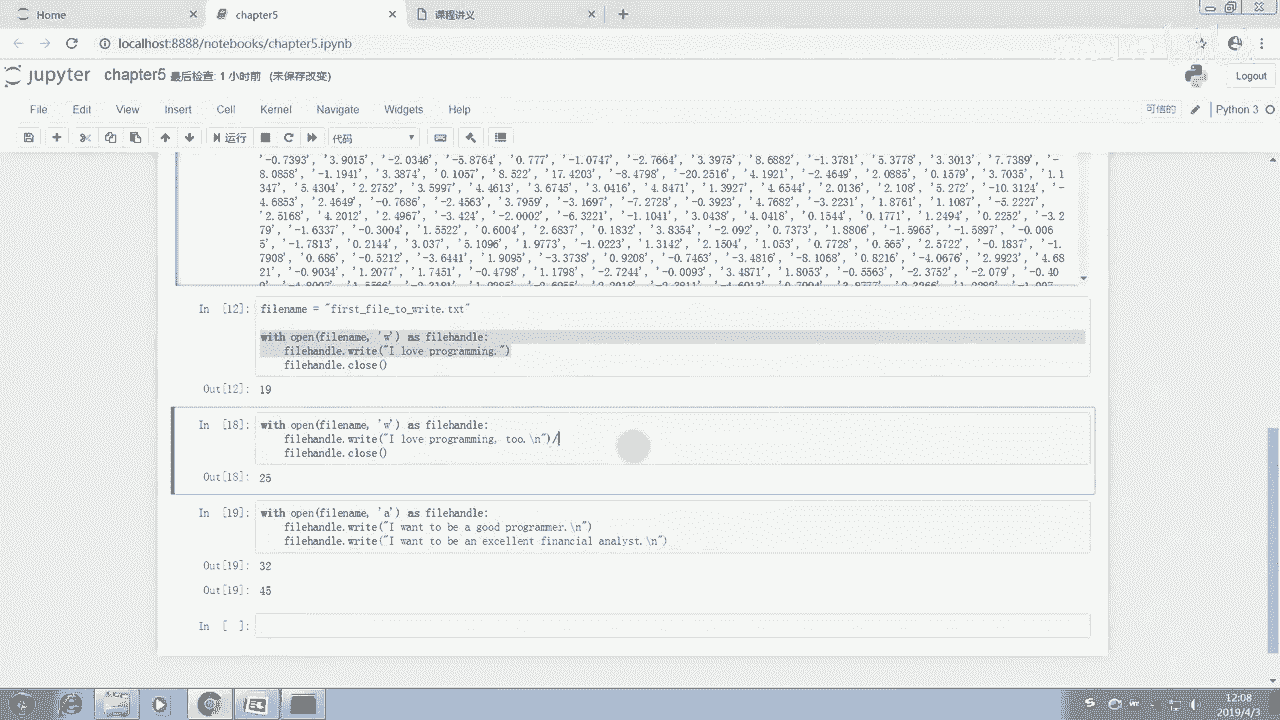 Home
chapter5
课程讲义
localhost:8888/notebooks/chapter5.ipynb
jupyter chapter5 最后检查: 1 小时前 (未保存改变)
Logout
File Edit View Insert Cell Kernel Navigate Widgets Help
可信的
Python 3
运行
代码
'-0.7393', '3.9015', '-2.0346', '-5.8764', '0.777', '-1.0747', '-2.7664', '3.3975', '8.6882', '-1.3781', '5.3778', '3.3013', '7.7389', '-
8.0858', '-1.1941', '3.3874', '0.1057', '8.522', '17.4203', '-8.4798', '-20.2516', '4.1921', '-2.4649', '2.0885', '0.1579', '3.7035', '1.1
347', '5.4304', '2.2752', '3.5997', '4.4613', '3.6745', '3.0416', '4.8471', '1.3927', '4.6544', '2.0136', '2.108', '5.272', '-10.3124', '-
4.6853', '2.4649', '-0.7686', '-2.4563', '3.7959', '-3.1697', '-7.2728', '-0.3923', '4.7682', '-3.2231', '1.8761', '1.1087', '-5.2227',
'2.5168', '4.2012', '2.4967', '-3.424', '-2.0002', '-6.3221', '-1.1041', '3.0438', '4.0418', '0.1544', '0.1771', '1.2494', '0.2252', '-3.2
79', '-1.6337', '-0.3004', '1.5522', '0.6004', '2.6837', '0.1832', '3.8354', '-2.092', '0.7373', '1.8806', '-1.5965', '-1.5897', '-0.006
5', '-1.7813', '0.2144', '3.037', '5.1096', '1.9773', '-1.0223', '1.3142', '2.1504', '1.053', '0.7728', '0.565', '2.5722', '-0.1837', '-1.
7908', '0.685', '-0.5212', '-3.6441', '1.9095', '-3.3738', '0.9208', '-0.7463', '-3.4816', '-8.1068', '0.8216', '-4.0676', '2.9923', '4.68
21', '-0.9034', '1.2077', '1.7451', '-0.4798', '1.1798', '-2.7244', '-0.0093', '3.4871', '1.8053', '-0.5563', '-2.3752', '-2.079', '-0.40
In [12]:
filename = "first_file_to_write.txt"
with open(filename, 'w') as filehandle:
filehandle.write("I love programming.")
filehandle.close()
Out[12]: 19
In [18]:
with open(filename, 'w') as filehandle:
filehandle.write("I love programming, too.\n")/
filehandle.close()
Out[18]: 25
In [19]:
with open(filename, 'a') as filehandle:
filehandle.write("I want to be a good programmer.\n")
filehandle.write("I want to be an excellent financial analyst.\n")
Out[19]: 32
Out[19]: 45
In [ ]:
12:08
2019/4/3